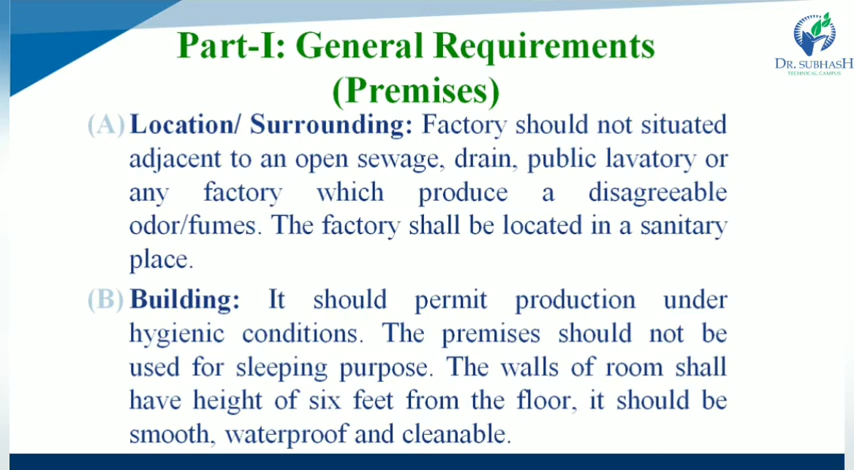 Part-I: General Requirements
(Premises)
DR. SUBHASH
TECHNICAL CAMPUS
(A) Location/ Surrounding: Factory should not situated
adjacent to an open sewage, drain, public lavatory or
any factory which produce a disagreeable
odor/fumes. The factory shall be located in a sanitary
place.
(B) Building: It should permit production under
hygienic conditions. The premises should not be
used for sleeping purpose. The walls of room shall
have height of six feet from the floor, it should be
smooth, waterproof and cleanable.